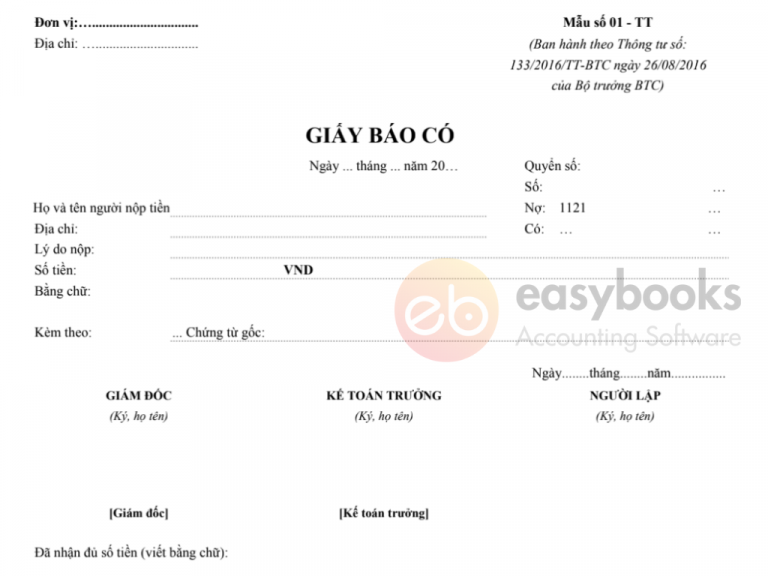 Đơn vị:…................................
Địa chỉ: …...............................
Mẫu số 01 - TT
(Ban hành theo Thông tư số:
133/2016/TT-BTC ngày 26/08/2016
của Bộ trưởng BTC)
GIẤY BÁO CÓ
Ngày ... tháng ... năm 20…
Quyển số:
Số: …
Họ và tên người nộp tiền
Nợ: 1121 …
Địa chỉ:
Có: … …
Lý do nộp:
Số tiền: VND
Bằng chữ:
eb easybooks
Accounting Software
Kèm theo: ... Chứng từ gốc:
Ngày........tháng........năm................
GIÁM ĐỐC KẾ TOÁN TRƯỞNG NGƯỜI LẬP
(Ký, họ tên) (Ký, họ tên) (Ký, họ tên)
[Giám đốc] [Kế toán trưởng]
Đã nhận đủ số tiền (viết bằng chữ):